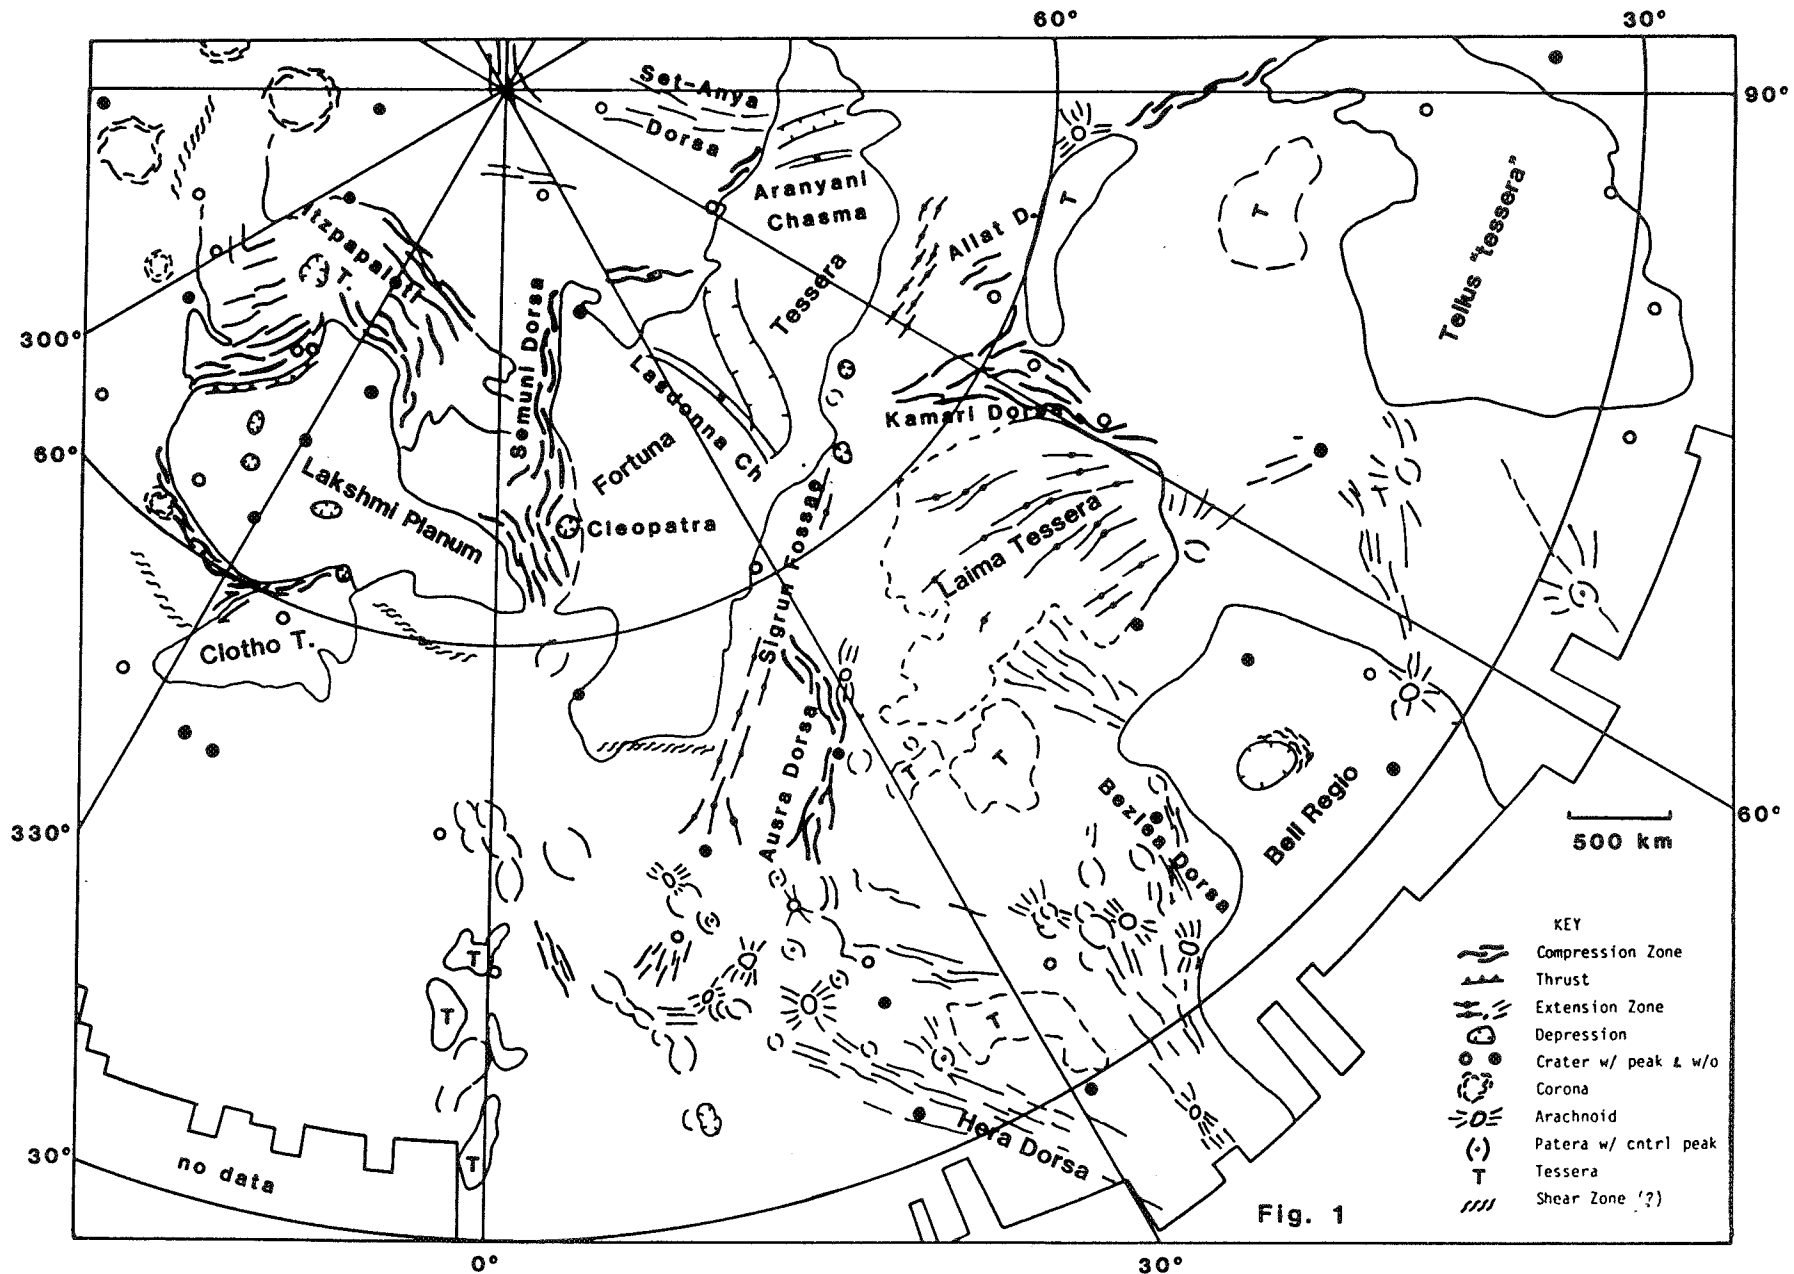 60° 30°
90°
Set-Anya
Dorsa
Aranyani
Chasma
T
Tellus "tessera"
T
Allat D.
Itzpapalotl
T.
Tessera
300°
Semuni Dorsa
Lasdonna Ch
Kamari Dorsa
60°
Fortuna
Lakshmi Planum
Cleopatra
Laima Tessera
Sigrun Fossae
Clotho T.
Ausra Dorsa
T
T
Bezlea Dorsa
Bell Regio
330°
60°
500 km
T
T
T
Hera Dorsa
30°
no data
T
KEY
Compression Zone
Thrust
Extension Zone
Depression
Crater w/ peak & w/o
Corona
Arachnoid
Patera w/ cntrl peak
T Tessera
Shear Zone (?)
Fig. 1
0° 30°